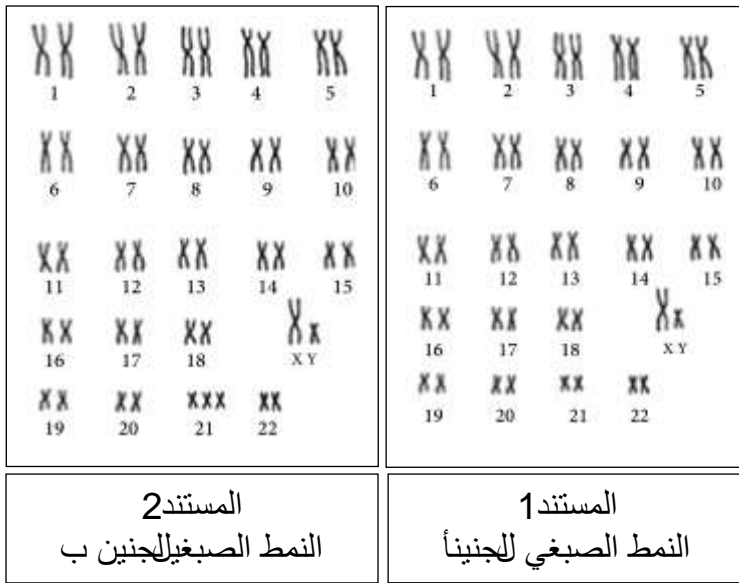 1 2 3 4 5
6 7 8 9 10
11 12 13 14 15
16 17 18 X Y
19 20 21 22
المستند1
النمط الصبغي للجنينأ
1 2 3 4 5
6 7 8 9 10
11 12 13 14 15
16 17 18 X Y
19 20 21 22
المستند2
النمط الصبغيللجنين ب